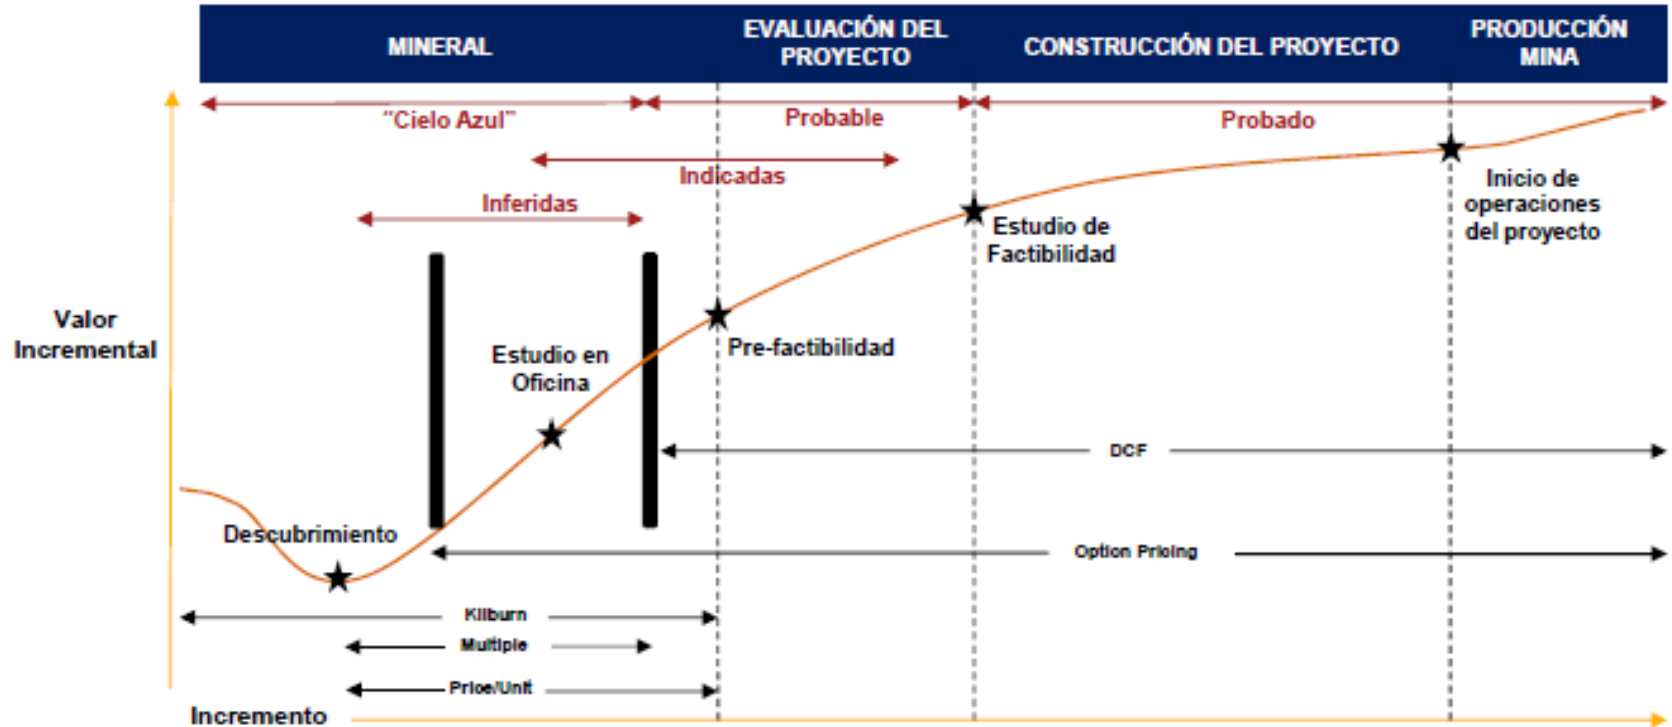 MINERAL
EVALUACIÓN DEL
PROYECTO
CONSTRUCCIÓN DEL PROYECTO
PRODUCCIÓN
MINA
"Cielo Azul"
Probable
Probado
Indicadas
Inferidas
Inicio de
operaciones
del proyecto
Estudio de
Factibilidad
Valor
Incremental
Pre-factibilidad
Estudio en
Oficina
DCF
Descubrimiento
Option Pricing
Kilburn
Multiple
Price/Unit
Incremento